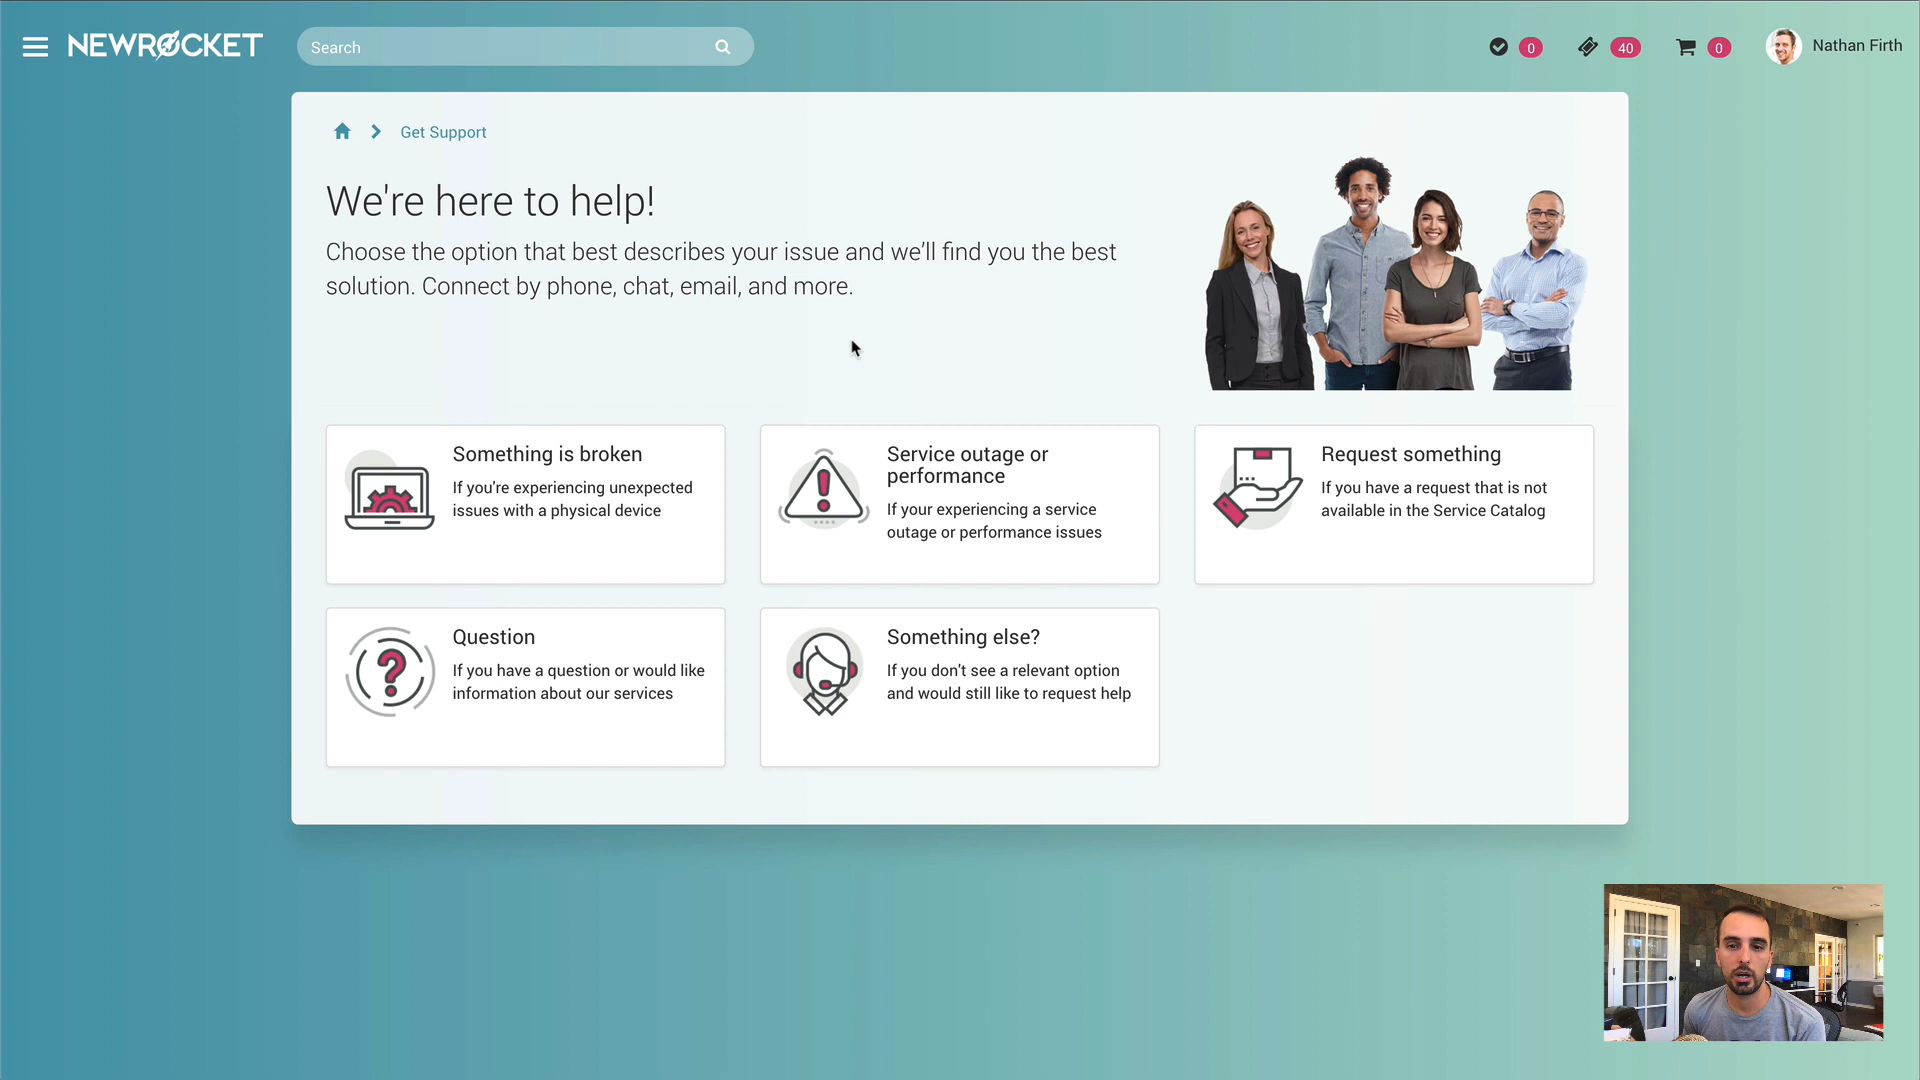 NEWROCKET
Search
0
40
0
Nathan Firth
Get Support
We're here to help!
Choose the option that best describes your issue and we'll find you the best
solution. Connect by phone, chat, email, and more.
Something is broken
If you're experiencing unexpected
issues with a physical device
Service outage or
performance
If your experiencing a service
outage or performance issues
Request something
If you have a request that is not
available in the Service Catalog
Question
If you have a question or would like
information about our services
Something else?
If you don't see a relevant option
and would still like to request help